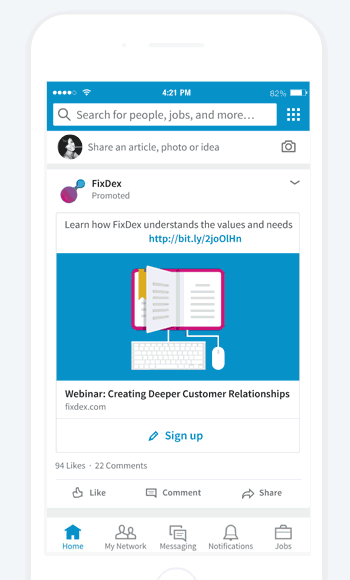 4:21 PM
82%
Search for people, jobs, and more…
Share an article, photo or idea
FixDex
Promoted
Learn how FixDex understands the values and needs
http://bit.ly/2joOlHn
Webinar: Creating Deeper Customer Relationships
fixdex.com
Sign up
94 Likes · 22 Comments
Like Comment Share
Home My Network Messaging Notifications Jobs